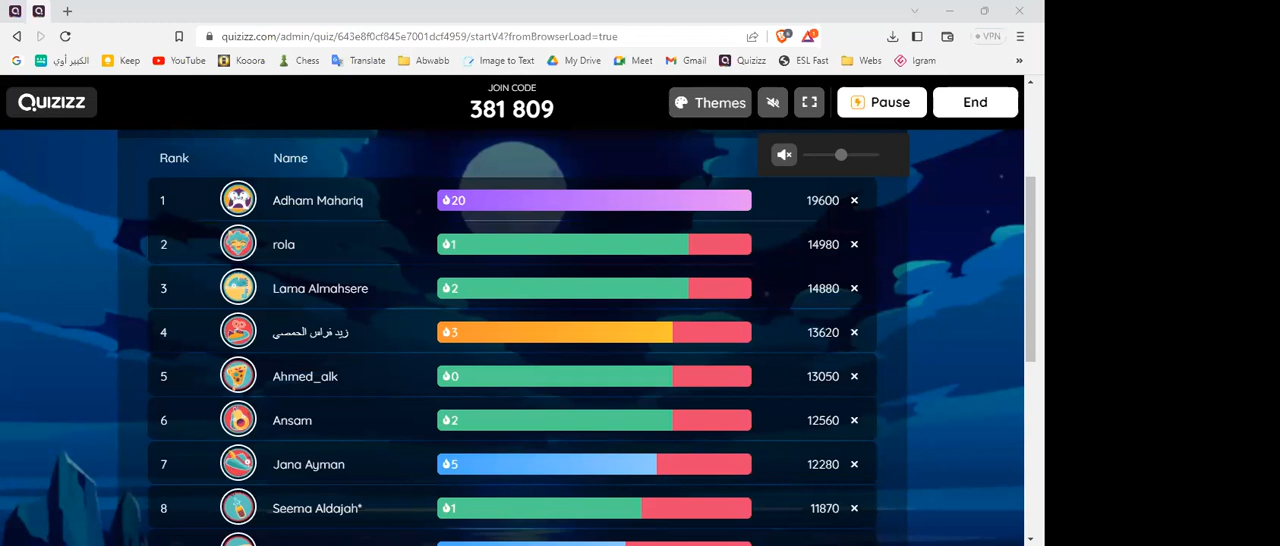 quizizz.com/admin/quiz/643e8f0cf845e7001dcf4959/startV4?fromBrowserLoad=true
6
1
VPN
الكبير أوي Keep YouTube Kooora Chess Translate Abwabb Image to Text My Drive Meet Gmail Quizizz ESL Fast Webs Igram
Quizizz
JOIN CODE
381 809
Themes
Pause
End
Rank Name
1 Adham Mahariq 20 19600
2 rola 1 14980
3 Lama Almahsere 2 14880
4 زيد فراس الحمصي 3 13620
5 Ahmed_alk 0 13050
6 Ansam 2 12560
7 Jana Ayman 5 12280
8 Seema Aldajah* 1 11870